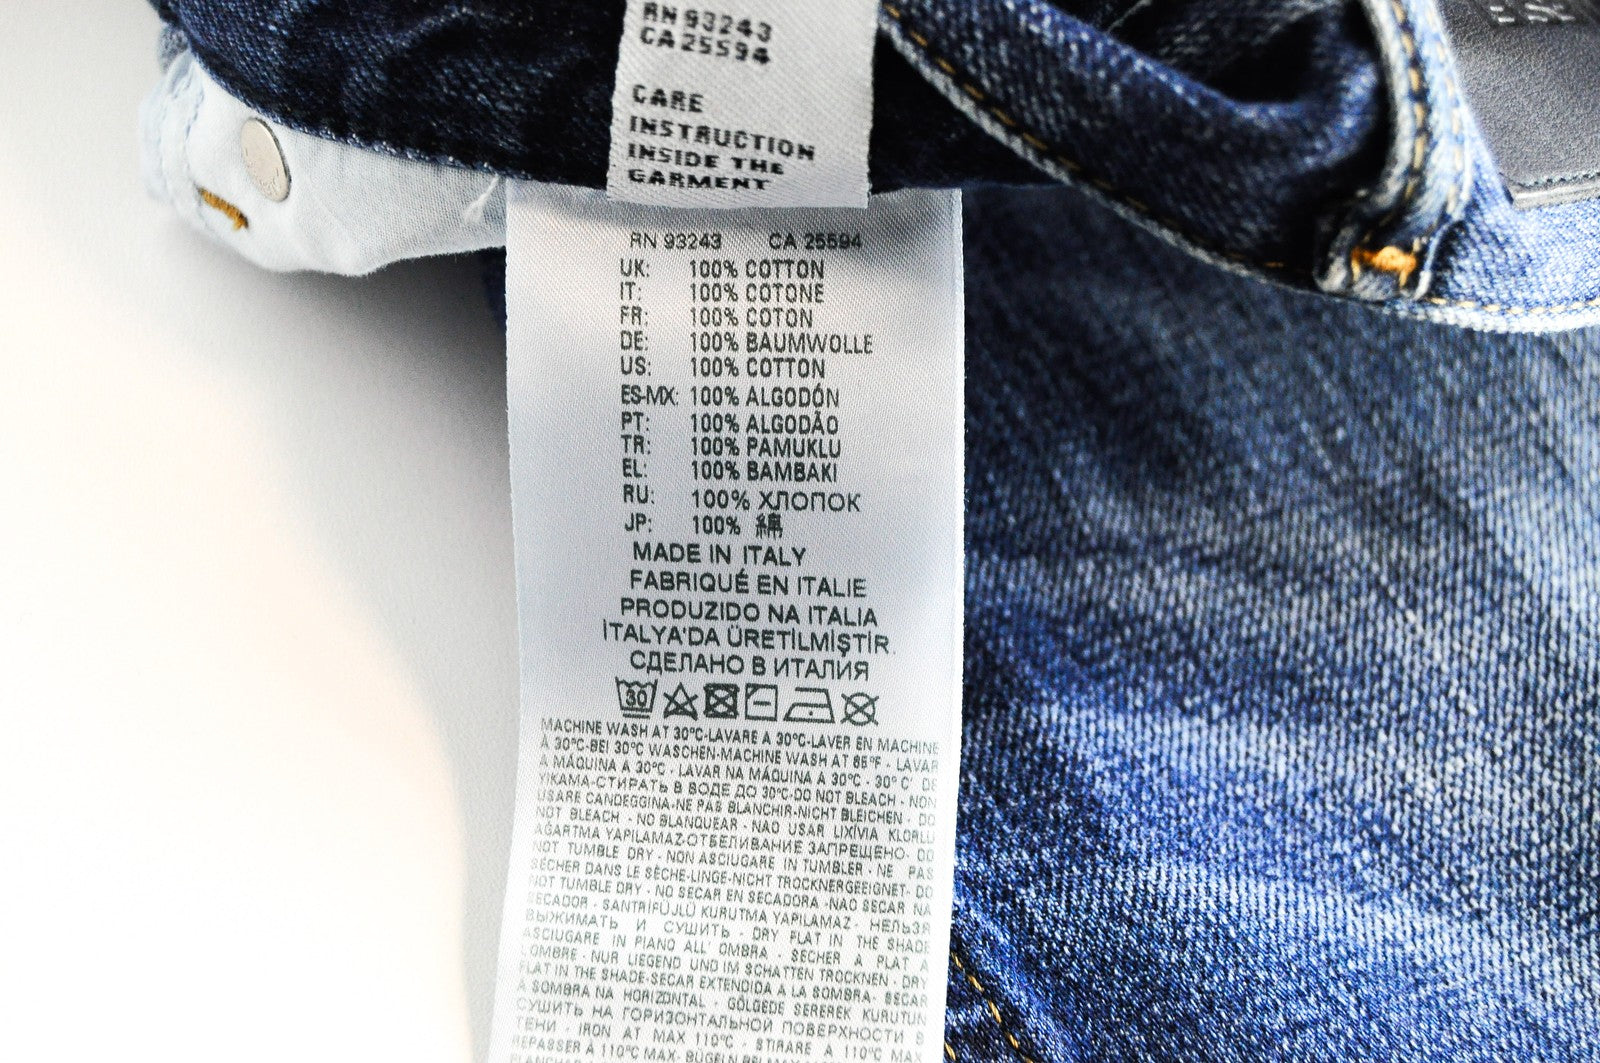 RN 93243
CA 25594
CARE
INSTRUCTION
INSIDE THE
GARMENT
RN 93243 CA 25594
UK: 100% COTTON
IT: 100% COTONE
FR: 100% COTON
DE: 100% BAUMWOLLE
US: 100% COTTON
ES-MX: 100% ALGODÓN
PT: 100% ALGODÃO
TR: 100% PAMUKLU
EL: 100% BAMBAKI
RU: 100% ХЛОПОК
JP: 100% 綿
MADE IN ITALY
FABRIQUÉ EN ITALIE
PRODUZIDO NA ITALIA
İTALYA'DA ÜRETİLMİŞTİR
СДЕЛАНО В ИТАЛИЯ
30
MACHINE WASH AT 30°C-LAVARE A 30°C-LAVER EN MACHINE
À 30°C-BEI 30°C WASCHEN-MACHINE WASH AT 85°F - LAVAR
A MÁQUINA A 30°C - LAVAR NA MÁQUINA A 30°C - 30° C' DE
YIKAMA-СТИРАТЬ В ВОДЕ ДО 30°C-DO NOT BLEACH - NON
USARE CANDEGGINA-NE PAS BLANCHIR-NICHT BLEICHEN - DO
NOT BLEACH - NO BLANQUEAR - NAO USAR LIXÍVIA KLORLU
AĞARTMA YAPILAMAZ-ОТБЕЛИВАНИЕ ЗАПРЕЩЕНО- DO
NOT TUMBLE DRY - NON ASCIUGARE IN TUMBLER - NE PAS
SÉCHER DANS LE SÈCHE-LINGE-NICHT TROCKNERGEEIGNET- DO
NOT TUMBLE DRY - NO SECAR EN SECADORA -NAO SECAR NA
SECADOR - SANTRİFÜJLÜ KURUTMA YAPILAMAZ - НЕЛЬЗЯ
ВЫЖИМАТЬ И СУШИТЬ - DRY FLAT IN THE SHADE
ASCIUGARE IN PIANO ALL' OMBRA - SECHER A PLAT A
L'OMBRE - NUR LIEGEND UND IM SCHATTEN TROCKNEN - DRY
FLAT IN THE SHADE-SECAR EXTENDIDA A LA SOMBRA- SECAR
A SOMBRA NA HORIZONTAL - GÖLGEDE SEREREK KURUTUN
СУШИТЬ НА ГОРИЗОНТАЛЬНОЙ ПОВЕРХНОСТИ В
ТЕНИ - IRON AT MAX 110°C - STIRARE A 110°C MAX
REPASSER À 110°C MAX- BÜGELN BEI MAX